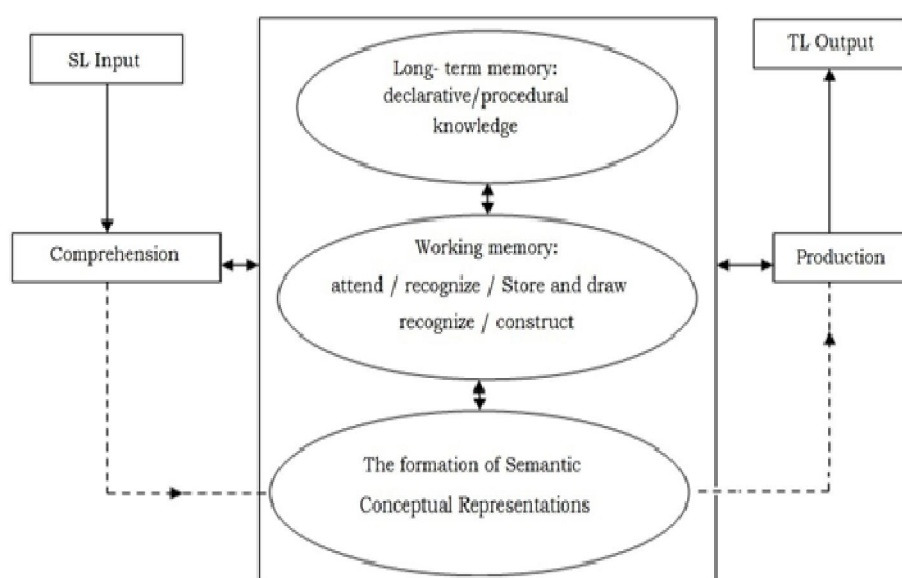 SL Input
TL Output
Long- term memory:
declarative/procedural
knowledge
Comprehension
Working memory:
attend / recognize / Store and draw
recognize / construct
Production
The formation of Semantic
Conceptual Representations